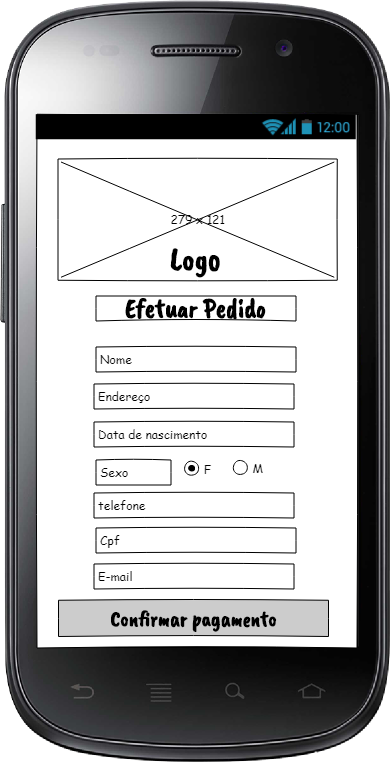 12:00
279 x 121
Logo
Efetuar Pedido
Nome
Endereço
Data de nascimento
Sexo F M
telefone
Cpf
E-mail
Confirmar pagamento